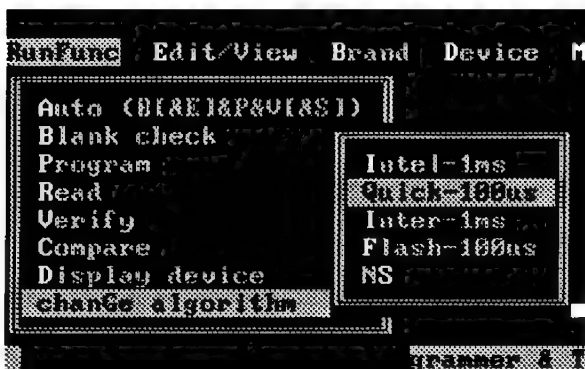 RunFunc Edit/View Brand Device M
Auto (B[&E]&P&V[&S])
Blank check
Program
Read
Verify
Compare
Display device
chanGe algorithm
Intel-1ms
Quick-100us
Inter-1ms
Flash-100us
NS
grammer &